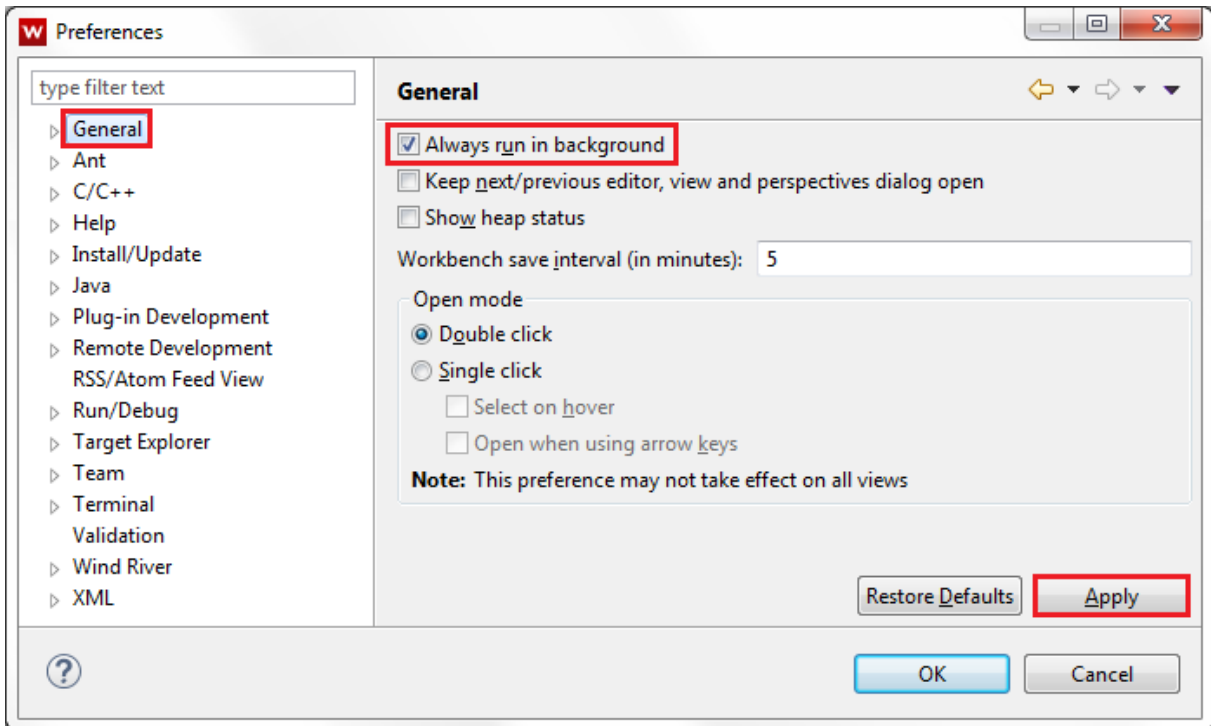 W Preferences
type filter text
General
Ant
C/C++
Help
Install/Update
Java
Plug-in Development
Remote Development
RSS/Atom Feed View
Run/Debug
Target Explorer
Team
Terminal
Validation
Wind River
XML
General
Always run in background
Keep next/previous editor, view and perspectives dialog open
Show heap status
Workbench save interval (in minutes): 5
Open mode
Double click
Single click
Select on hover
Open when using arrow keys
Note: This preference may not take effect on all views
Restore Defaults Apply
? OK Cancel